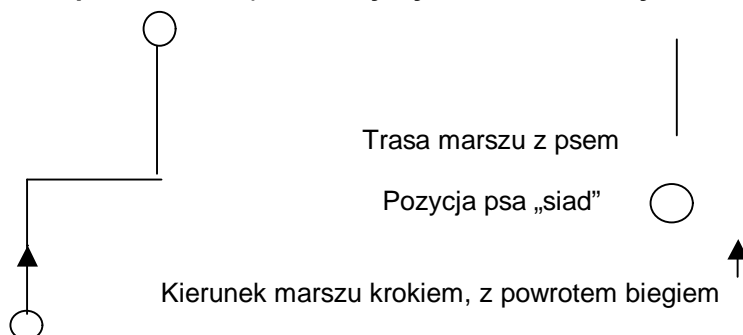 Trasa marszu z psem
Pozycja psa „siad”
Kierunek marszu krokiem, z powrotem biegiem